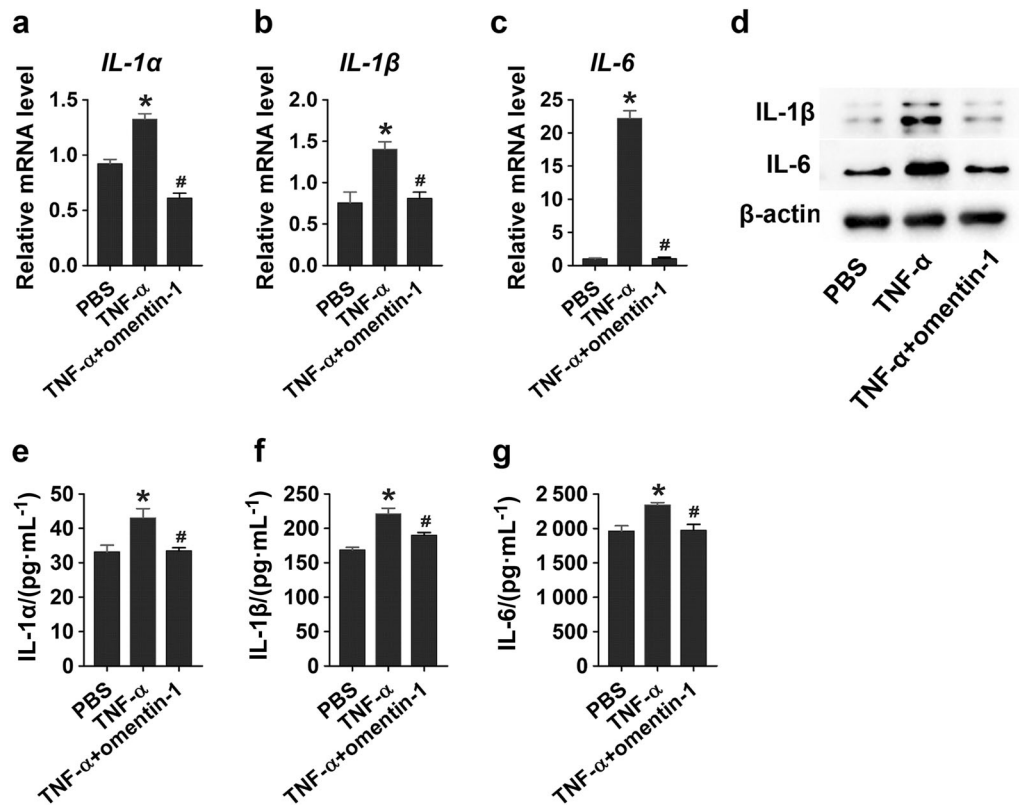 a
IL-1α
Relative mRNA level
1.5
1.0
0.5
0.0
*
#
PBS
TNF-α
TNF-α+omentin-1
b
IL-1β
Relative mRNA level
2.0
1.5
1.0
0.5
0.0
*
#
PBS
TNF-α
TNF-α+omentin-1
c
IL-6
Relative mRNA level
25
20
15
10
5
0
*
#
PBS
TNF-α
TNF-α+omentin-1
d
IL-1β
IL-6
β-actin
PBS
TNF-α
TNF-α+omentin-1
e
IL-1α/(pg·mL⁻¹)
50
40
30
20
10
0
*
#
PBS
TNF-α
TNF-α+omentin-1
f
IL-1β/(pg·mL⁻¹)
250
200
150
100
50
0
*
#
PBS
TNF-α
TNF-α+omentin-1
g
IL-6/(pg·mL⁻¹)
2 500
2 000
1 500
1 000
500
0
*
#
PBS
TNF-α
TNF-α+omentin-1